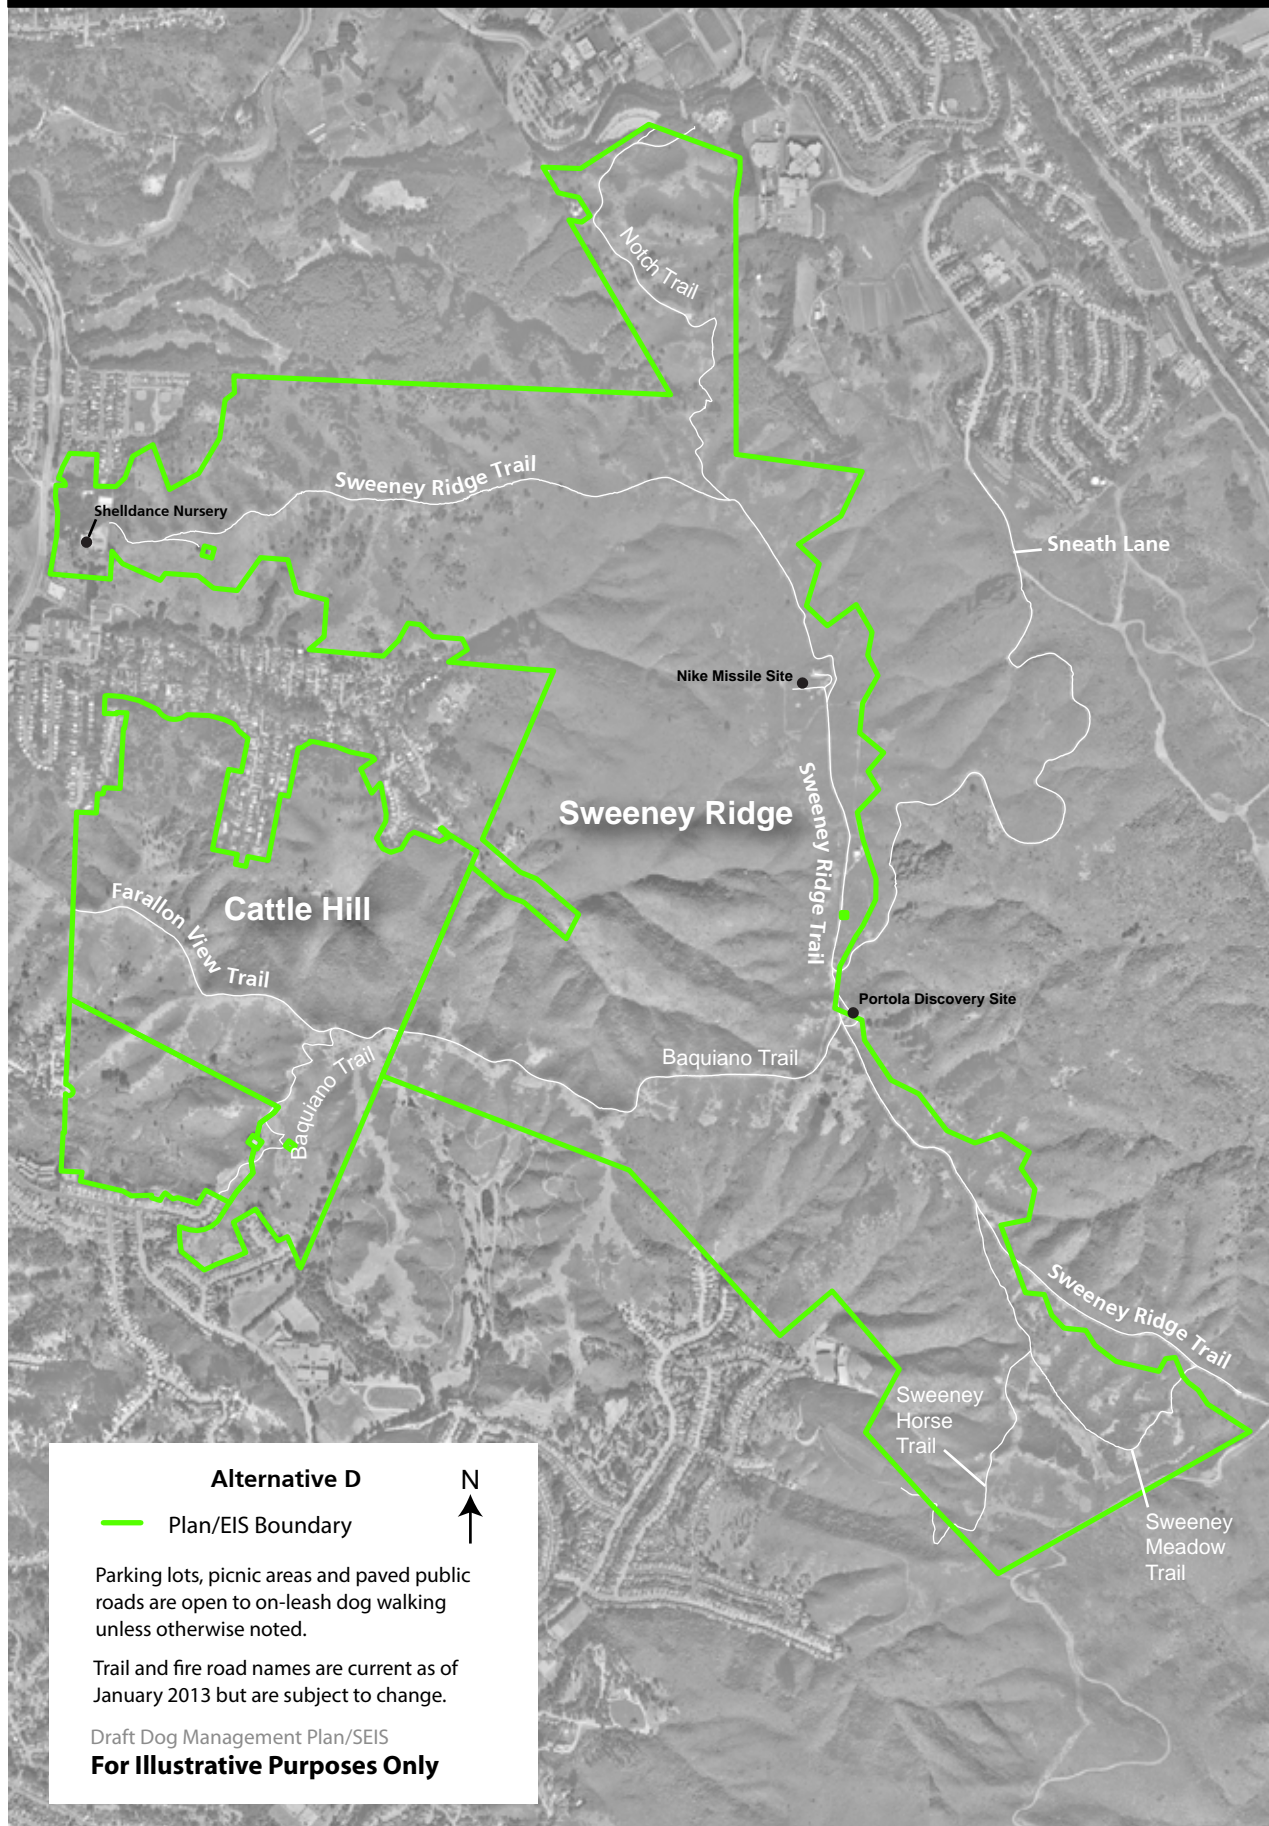 Notch Trail
Sweeney Ridge Trail
Shelldance Nursery
Sneath Lane
Nike Missile Site
Sweeney Ridge Trail
Sweeney Ridge
Cattle Hill
Farallon View Trail
Portola Discovery Site
Baquiano Trail
Baquiano Trail
Sweeney Ridge Trail
Sweeney
Horse
Trail
Sweeney
Meadow
Trail
Alternative D
N
Plan/EIS Boundary
Parking lots, picnic areas and paved public
roads are open to on-leash dog walking
unless otherwise noted.
Trail and fire road names are current as of
January 2013 but are subject to change.
Draft Dog Management Plan/SEIS
For Illustrative Purposes Only